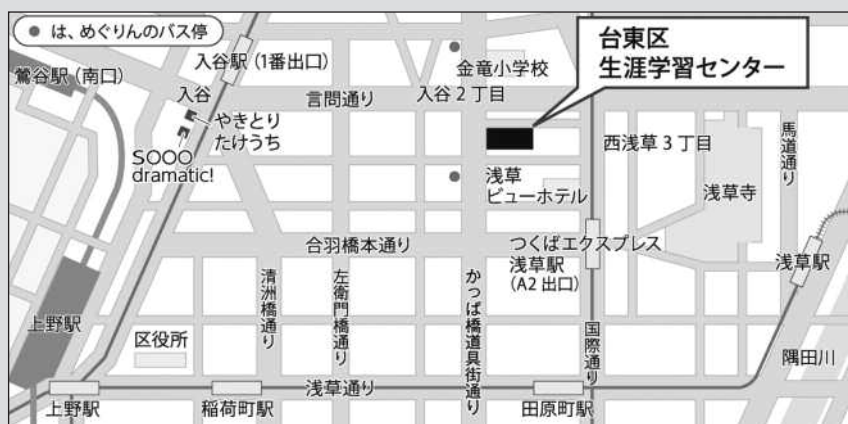 は、めぐりんのバス停
台東区
生涯学習センター
鶯谷駅(南口)
入谷駅(1番出口)
金竜小学校
入谷
言問通り
入谷2丁目
やきとり
たけうち
SOOO
dramatic!
西浅草3丁目
馬道通り
浅草
ビューホテル
浅草寺
合羽橋本通り
つくばエクスプレス
浅草駅
(A2出口)
浅草駅
清洲橋通り
左衛門橋通り
かっぱ橋道具街通り
国際通り
上野駅
区役所
隅田川
上野駅
稲荷町駅
浅草通り
田原町駅